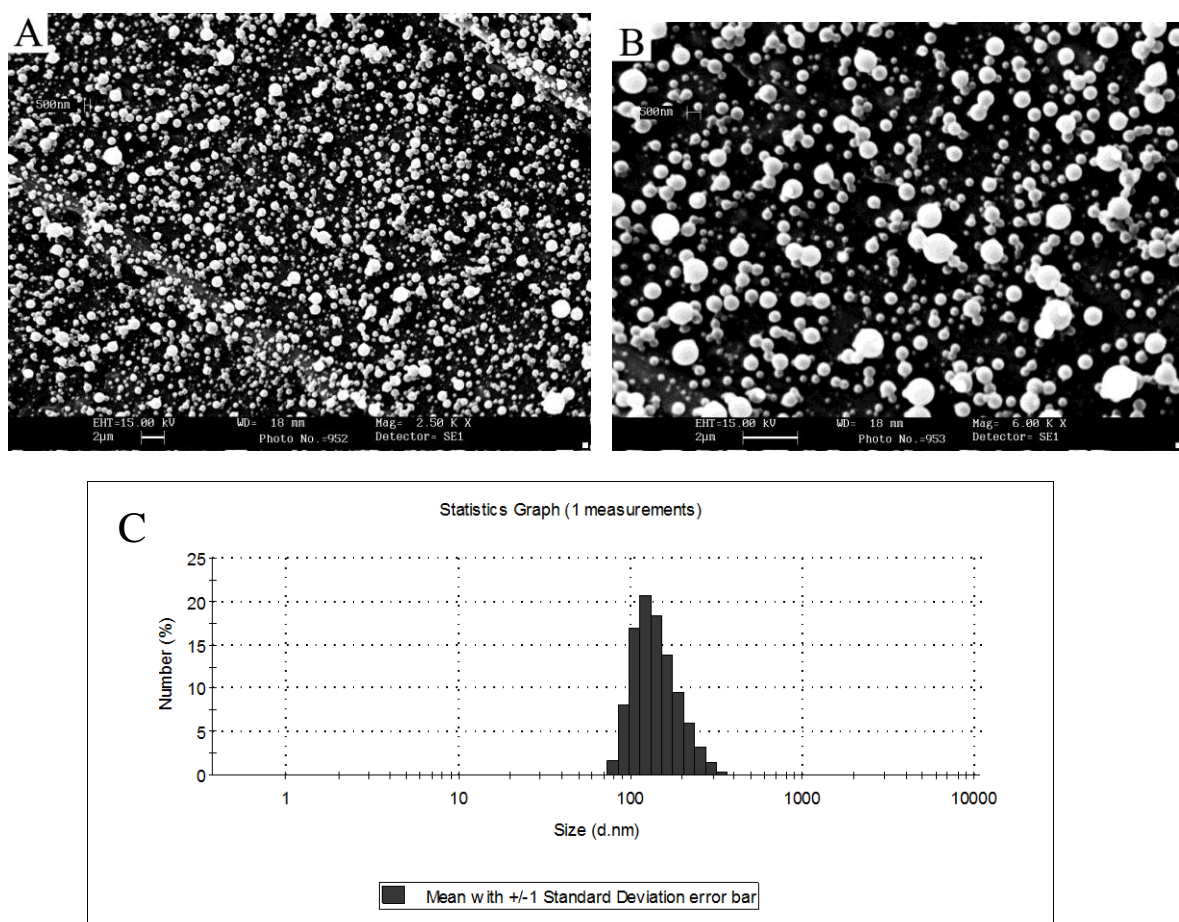 A
500nm
EHT=15.00 kV WD= 18 mm Mag= 2.50 K X
2µm Photo No.=952 Detector= SE1
B
500nm
EHT=15.00 kV WD= 18 mm Mag= 6.00 K X
2µm Photo No.=953 Detector= SE1
C
Statistics Graph (1 measurements)
Number (%)
25
20
15
10
5
0
1 10 100 1000 10000
Size (d.nm)
Mean with +/-1 Standard Deviation error bar